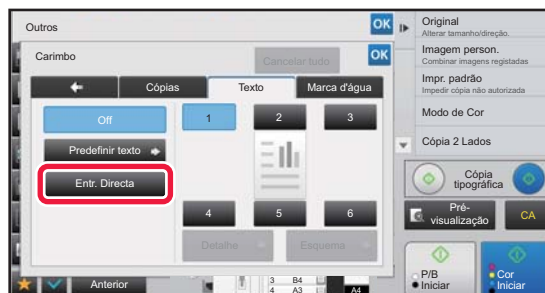 Outros
OK
Carimbo
Cancelar tudo
OK
Cópias
Texto
Marca d'água
Off
1
2
3
Predefinir texto
Entr. Directa
4
5
6
Detalhe
Esquema
Anterior
3 B4
4 A3
A4
Original
Alterar tamanho/direção.
Imagem person.
Combinar imagens registadas
Impr. padrão
Impedir cópia não autorizada
Modo de Cor
Cópia 2 Lados
Cópia
tipográfica
Pré-
visualização
CA
P/B
Iniciar
Cor
Iniciar